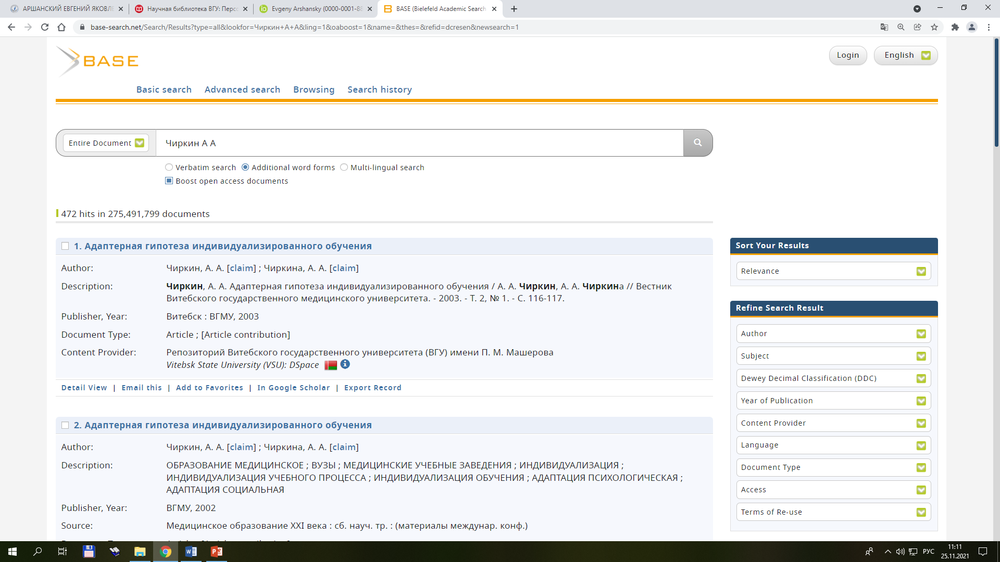 АРШАНСКИЙ ЕВГЕНИЙ ЯКОВЛЕ
Научная библиотека ВГУ: Персо
Evgeny Arshansky (0000-0001-88
BASE (Bielefeld Academic Search
base-search.net/Search/Results?type=all&lookfor=Чиркин+А+А&ling=1&oaboost=1&name=&thes=&refid=dcresen&newsearch=1
BASE
Login
English
Basic search Advanced search Browsing Search history
Entire Document
Чиркин А А
Verbatim search Additional word forms Multi-lingual search
Boost open access documents
472 hits in 275,491,799 documents
1. Адаптерная гипотеза индивидуализированного обучения
Author: Чиркин, А. А. [claim] ; Чиркина, А. А. [claim]
Description: Чиркин, А. А. Адаптерная гипотеза индивидуализированного обучения / А. А. Чиркин, А. А. Чиркина // Вестник
Витебского государственного медицинского университета. - 2003. - Т. 2, № 1. - С. 116-117.
Publisher, Year: Витебск : ВГМУ, 2003
Document Type: Article ; [Article contribution]
Content Provider: Репозиторий Витебского государственного университета (ВГУ) имени П. М. Машерова
Vitebsk State University (VSU): DSpace
Detail View | Email this | Add to Favorites | In Google Scholar | Export Record
2. Адаптерная гипотеза индивидуализированного обучения
Author: Чиркин, А. А. [claim] ; Чиркина, А. А. [claim]
Description: ОБРАЗОВАНИЕ МЕДИЦИНСКОЕ ; ВУЗЫ ; МЕДИЦИНСКИЕ УЧЕБНЫЕ ЗАВЕДЕНИЯ ; ИНДИВИДУАЛИЗАЦИЯ ;
ИНДИВИДУАЛИЗАЦИЯ УЧЕБНОГО ПРОЦЕССА ; ИНДИВИДУАЛИЗАЦИЯ ОБУЧЕНИЯ ; АДАПТАЦИЯ ПСИХОЛОГИЧЕСКАЯ ;
АДАПТАЦИЯ СОЦИАЛЬНАЯ
Publisher, Year: ВГМУ, 2002
Source: Медицинское образование XXI века : сб. науч. тр. : (материалы междунар. конф.)
Sort Your Results
Relevance
Refine Search Result
Author
Subject
Dewey Decimal Classification (DDC)
Year of Publication
Content Provider
Language
Document Type
Access
Terms of Re-use
РУС
11:11
25.11.2021